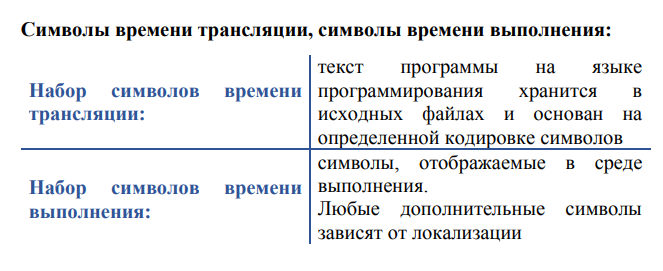 Символы времени трансляции, символы времени выполнения:
Набор символов времени
трансляции:
текст программы на языке
программирования хранится в
исходных файлах и основан на
определенной кодировке символов
Набор символов времени
выполнения:
символы, отображаемые в среде
выполнения.
Любые дополнительные символы
зависят от локализации